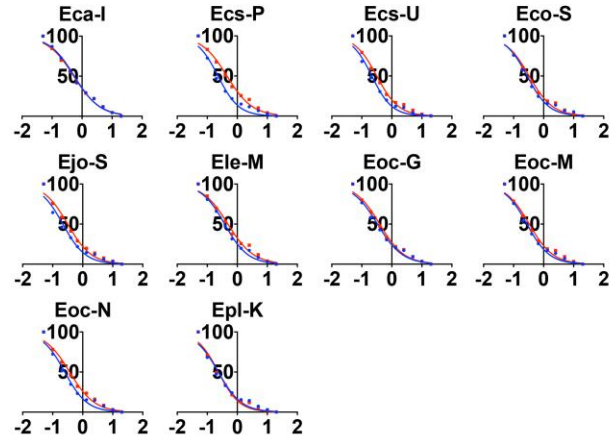 Eca-I Ecs-P Ecs-U Eco-S
100 100 100 100
50 50 50 50
-2 -1 0 1 2 -2 -1 0 1 2 -2 -1 0 1 2 -2 -1 0 1 2
Ejo-S Ele-M Eoc-G Eoc-M
100 100 100 100
50 50 50 50
-2 -1 0 1 2 -2 -1 0 1 2 -2 -1 0 1 2 -2 -1 0 1 2
Eoc-N Epl-K
100 100
50 50
-2 -1 0 1 2 -2 -1 0 1 2